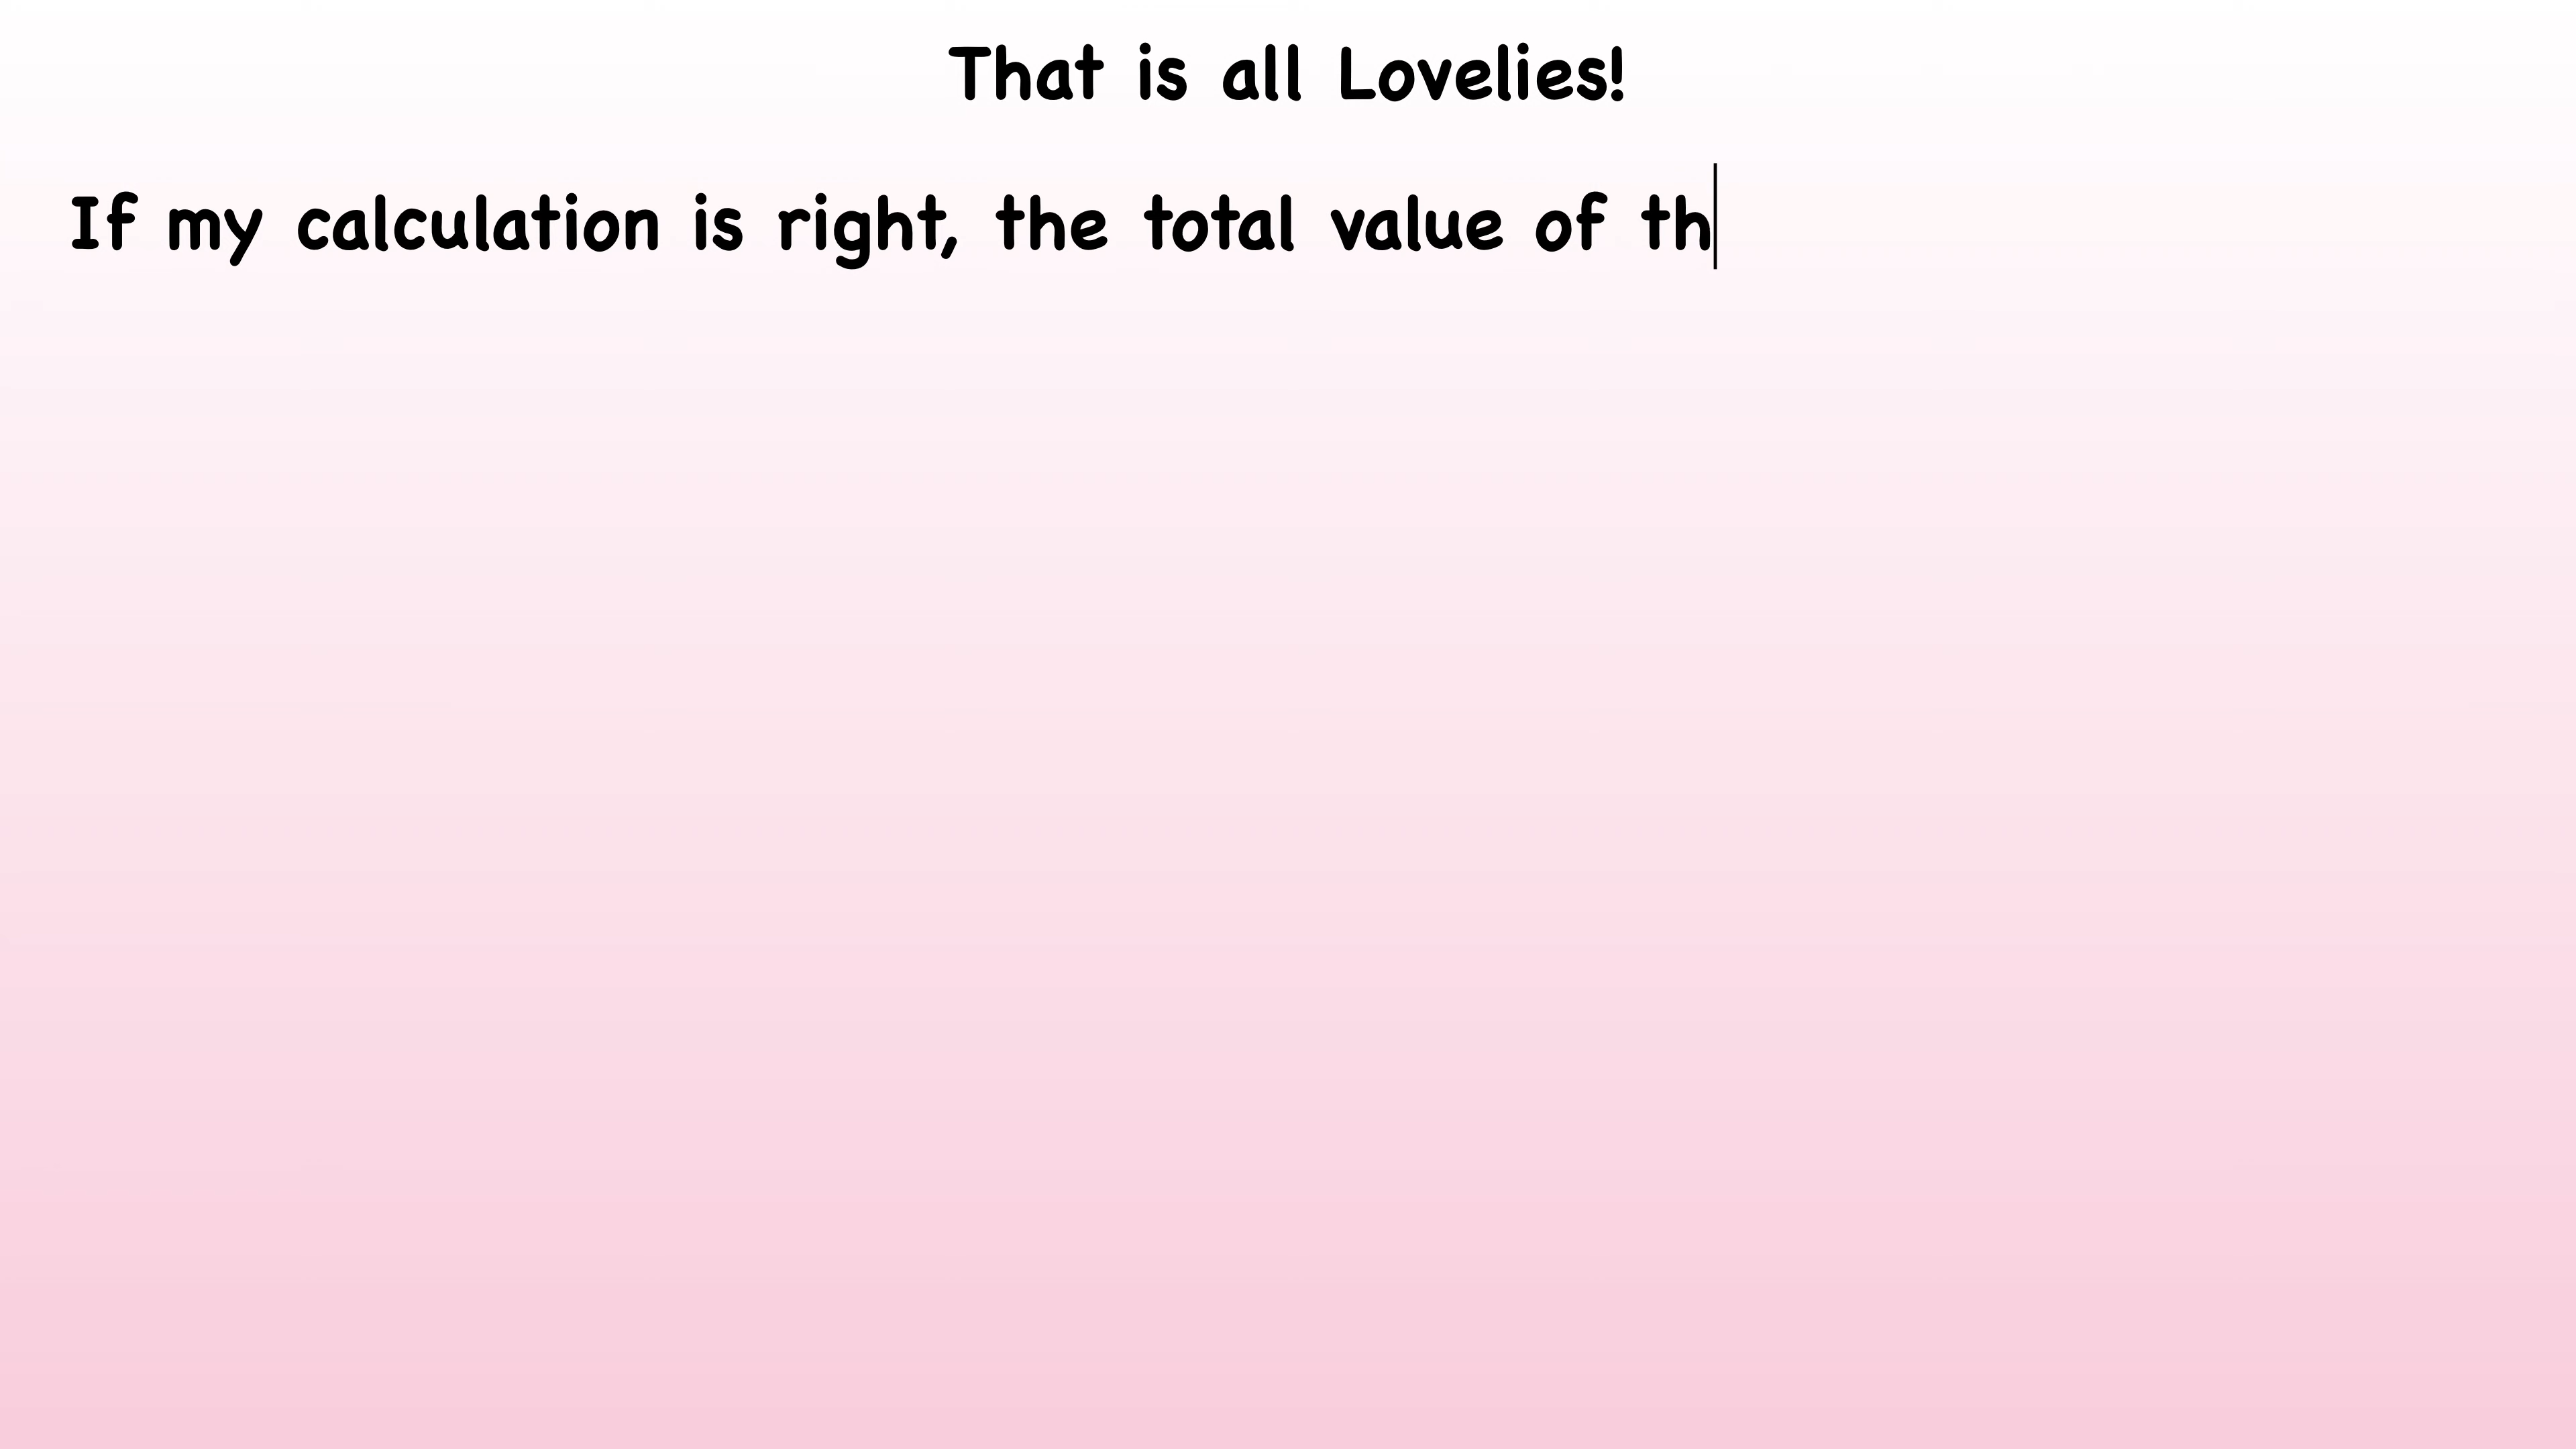 That is all Lovelies!
If my calculation is right, the total value of th